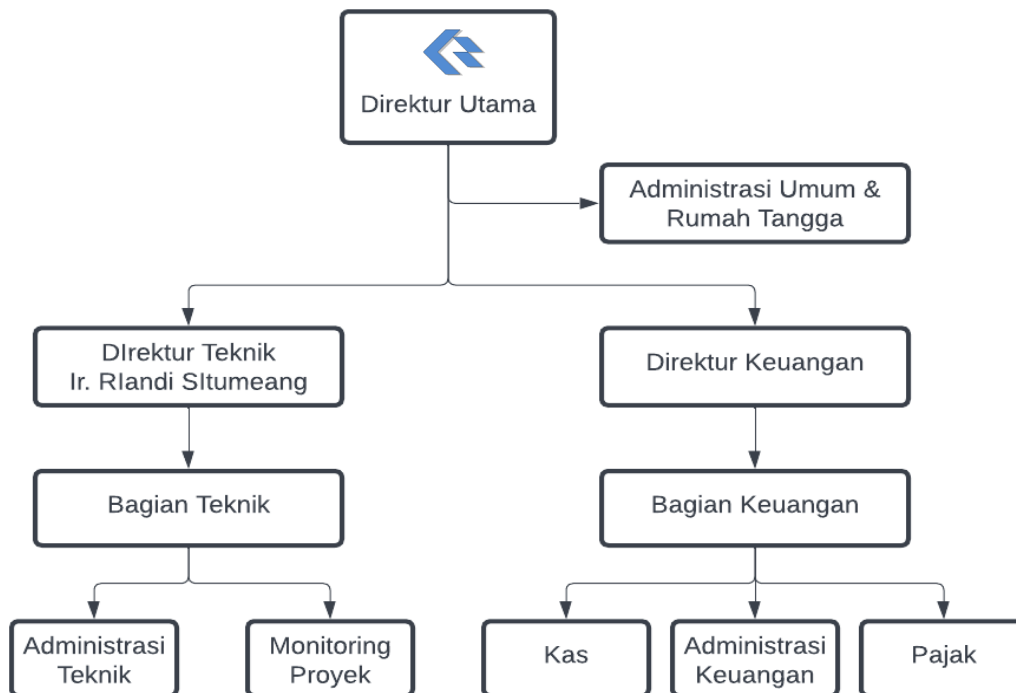 Direktur Utama
Administrasi Umum &
Rumah Tangga
DIrektur Teknik
Ir. RIandi SItumeang
Direktur Keuangan
Bagian Teknik
Bagian Keuangan
Administrasi
Teknik
Monitoring
Proyek
Kas
Administrasi
Keuangan
Pajak